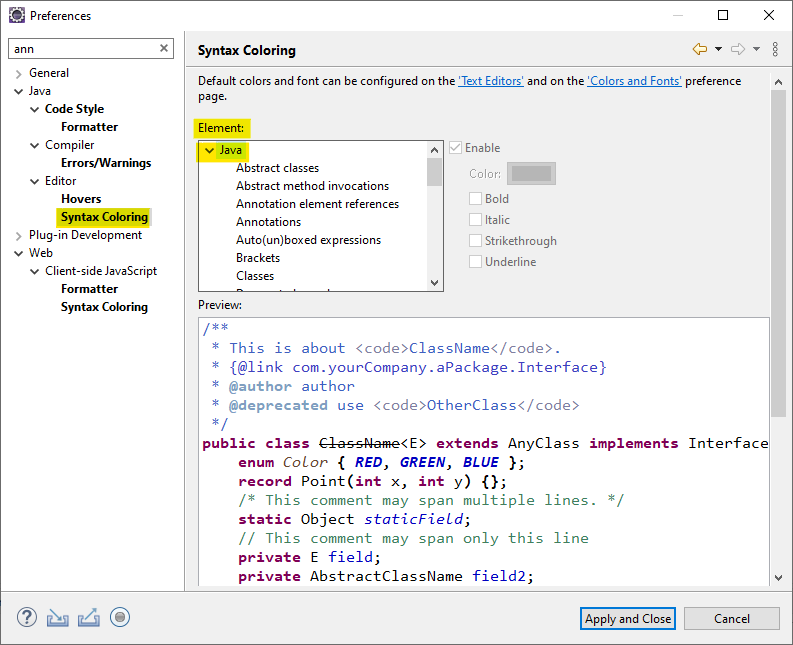 Preferences
ann
General
Java
Code Style
Formatter
Compiler
Errors/Warnings
Editor
Hovers
Syntax Coloring
Plug-in Development
Web
Client-side JavaScript
Formatter
Syntax Coloring
Syntax Coloring
Default colors and font can be configured on the 'Text Editors' and on the 'Colors and Fonts' preference
page.
Element:
Java
Abstract classes
Abstract method invocations
Annotation element references
Annotations
Auto(un)boxed expressions
Brackets
Classes
Enable
Color:
Bold
Italic
Strikethrough
Underline
Preview:
/**
 * This is about <code>ClassName</code>.
 * {@link com.yourCompany.aPackage.Interface}
 * @author author
 * @deprecated use <code>OtherClass</code>
 */
public class ClassName<E> extends AnyClass implements Interface
enum Color { RED, GREEN, BLUE };
record Point(int x, int y) {};
/* This comment may span multiple lines. */
static Object staticField;
// This comment may span only this line
private E field;
private AbstractClassName field2;
?
Apply and Close
Cancel